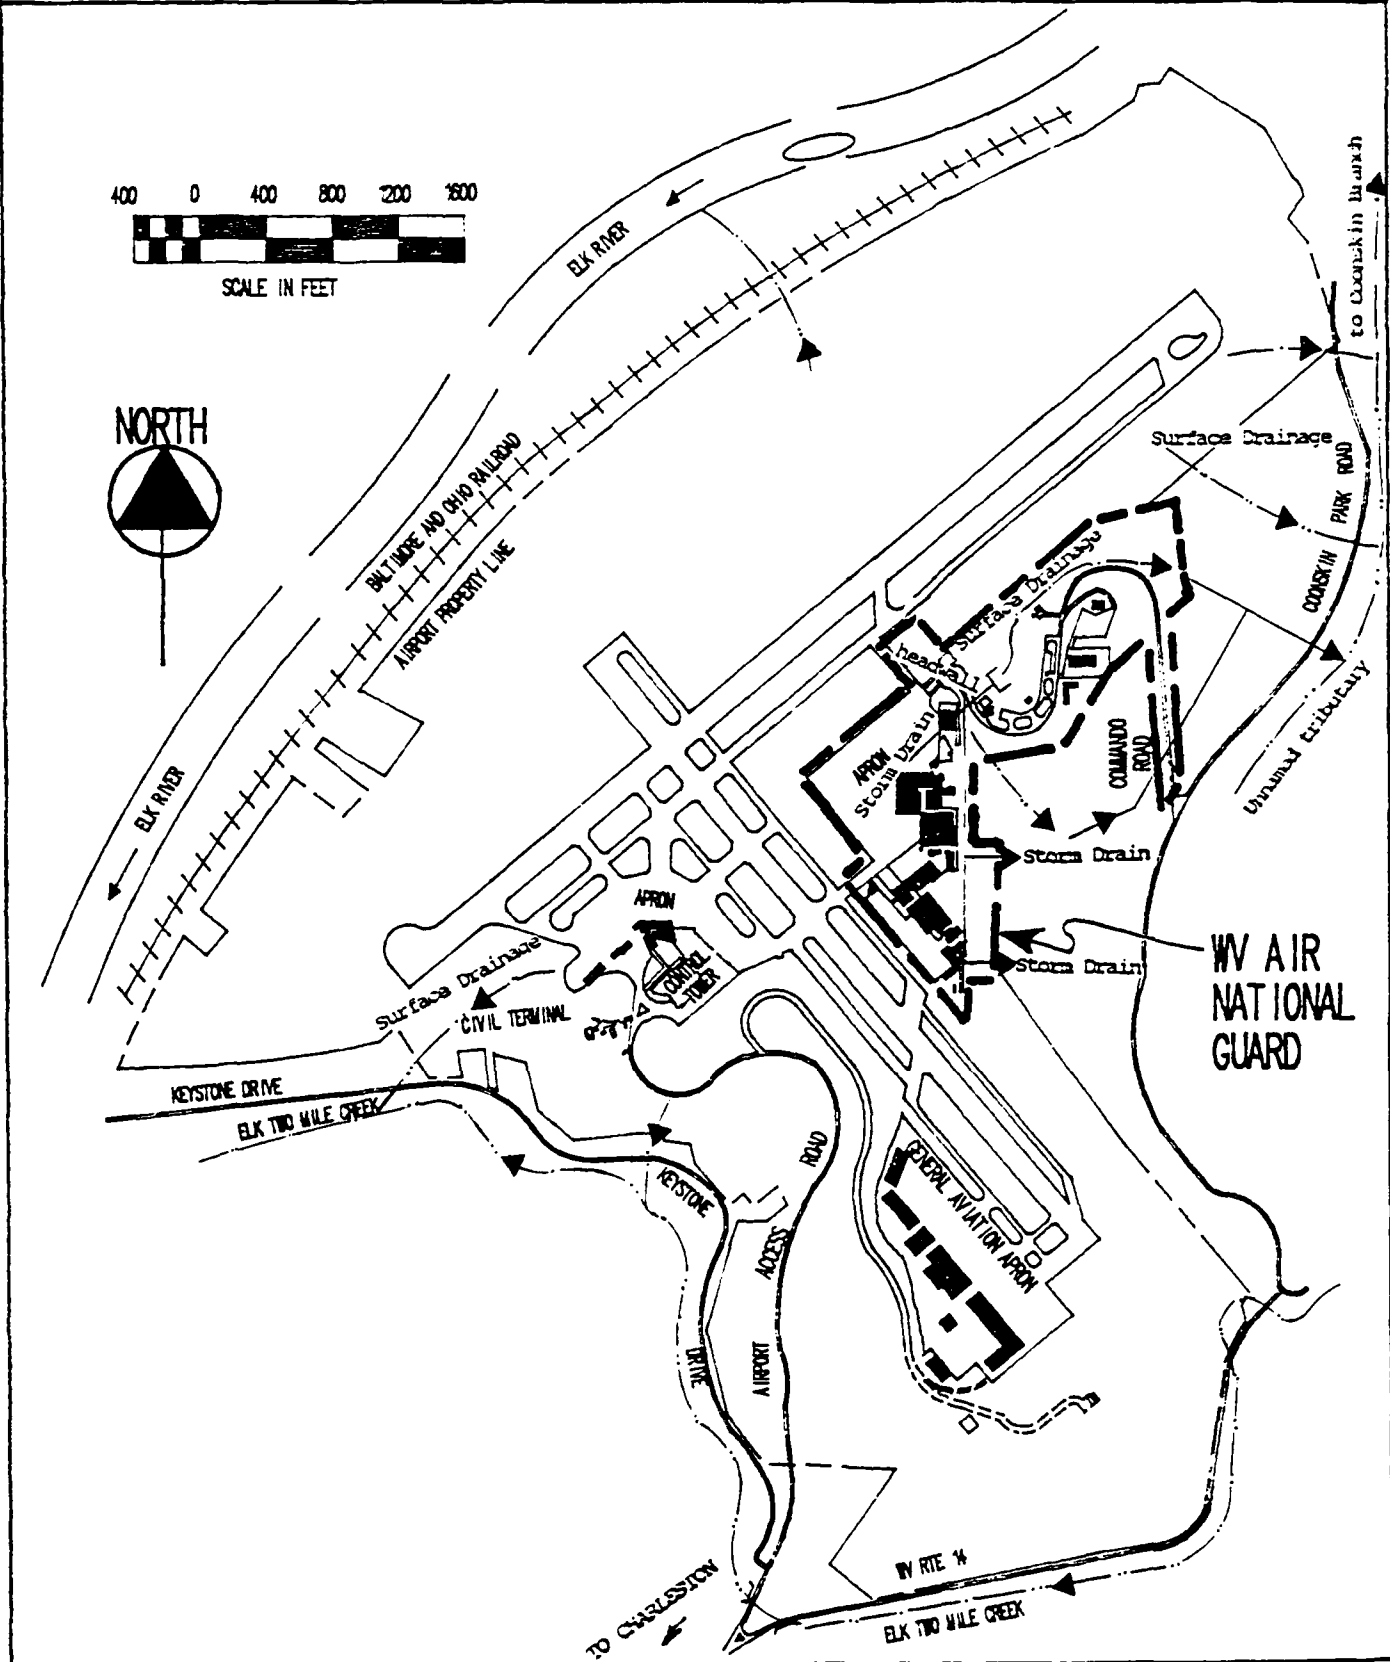 400 0 400 800 1200 1600
SCALE IN FEET
to Coonskin Branch
ELK RIVER
NORTH
Surface Drainage
BALTIMORE AND OHIO RAILROAD
AIRPORT PROPERTY LINE
COONSKIN PARK ROAD
Surface Drainage
headwall
Unnamed tributary
COMMANDO
ROAD
APRON
Storm Drain
ELK RIVER
Storm Drain
APRON
Surface Drainage
CONTROL
TOWER
CIVIL TERMINAL
Storm Drain
WV AIR
NATIONAL
GUARD
KEYSTONE DRIVE
ELK TWO MILE CREEK
KEYSTONE
DRIVE
AIRPORT
ACCESS
ROAD
GENERAL AVIATION APRON
WV RTE 14
ELK TWO MILE CREEK
TO CHARLESTON